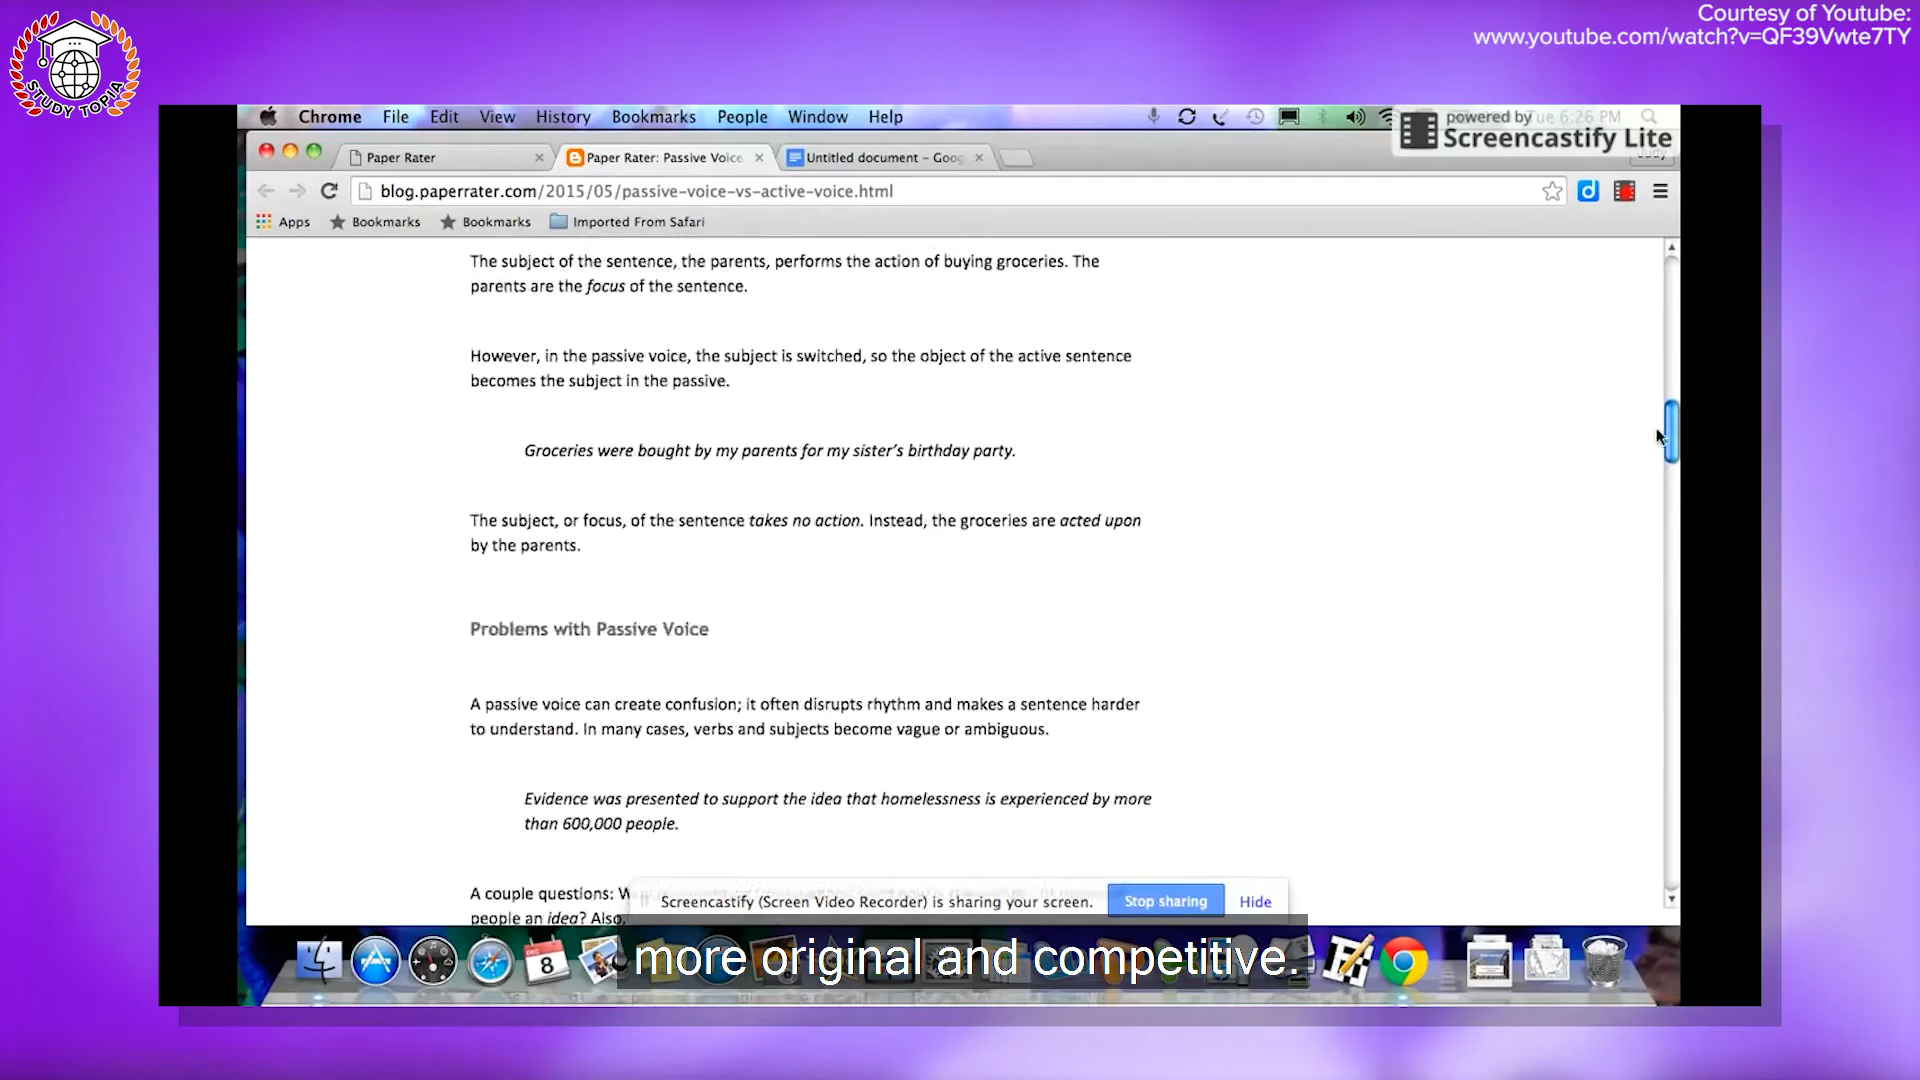 Courtesy of Youtube:
www.youtube.com/watch?v=QF39Vwte7TY
STUDY TOPIA
Chrome File Edit View History Bookmarks People Window Help
Tue 6:26 PM
powered by
Screencastify Lite
Paper Rater
Paper Rater: Passive Voice
Untitled document – Goog
Judy
blog.paperrater.com/2015/05/passive-voice-vs-active-voice.html
Apps Bookmarks Bookmarks Imported From Safari
The subject of the sentence, the parents, performs the action of buying groceries. The
parents are the focus of the sentence.
However, in the passive voice, the subject is switched, so the object of the active sentence
becomes the subject in the passive.
Groceries were bought by my parents for my sister's birthday party.
The subject, or focus, of the sentence takes no action. Instead, the groceries are acted upon
by the parents.
Problems with Passive Voice
A passive voice can create confusion; it often disrupts rhythm and makes a sentence harder
to understand. In many cases, verbs and subjects become vague or ambiguous.
Evidence was presented to support the idea that homelessness is experienced by more
than 600,000 people.
A couple questions:
people an idea? Also,
Screencastify (Screen Video Recorder) is sharing your screen.
Stop sharing
Hide
8
more original and competitive.